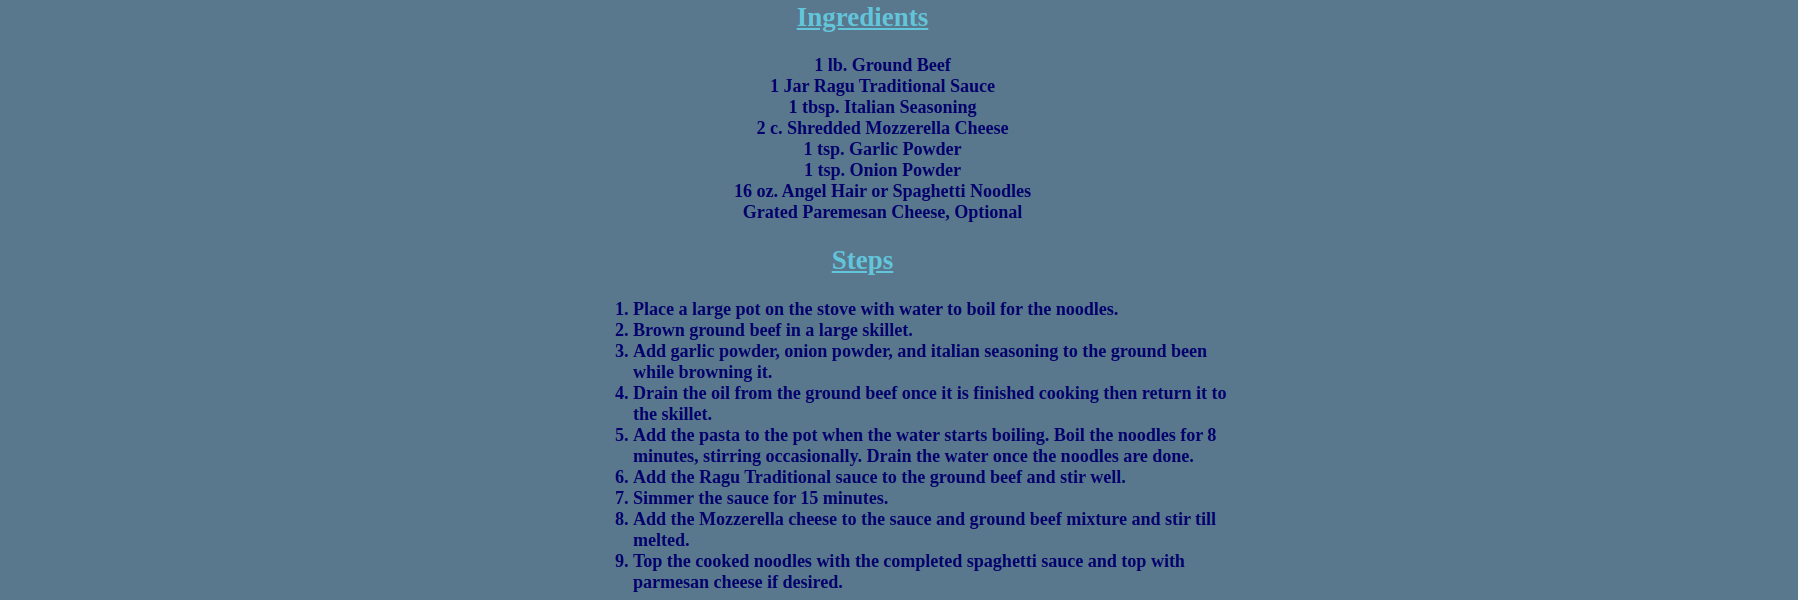 Ingredients
1 lb. Ground Beef
1 Jar Ragu Traditional Sauce
1 tbsp. Italian Seasoning
2 c. Shredded Mozzerella Cheese
1 tsp. Garlic Powder
1 tsp. Onion Powder
16 oz. Angel Hair or Spaghetti Noodles
Grated Paremesan Cheese, Optional
Steps
1. Place a large pot on the stove with water to boil for the noodles.
2. Brown ground beef in a large skillet.
3. Add garlic powder, onion powder, and italian seasoning to the ground been
while browning it.
4. Drain the oil from the ground beef once it is finished cooking then return it to
the skillet.
5. Add the pasta to the pot when the water starts boiling. Boil the noodles for 8
minutes, stirring occasionally. Drain the water once the noodles are done.
6. Add the Ragu Traditional sauce to the ground beef and stir well.
7. Simmer the sauce for 15 minutes.
8. Add the Mozzerella cheese to the sauce and ground beef mixture and stir till
melted.
9. Top the cooked noodles with the completed spaghetti sauce and top with
parmesan cheese if desired.